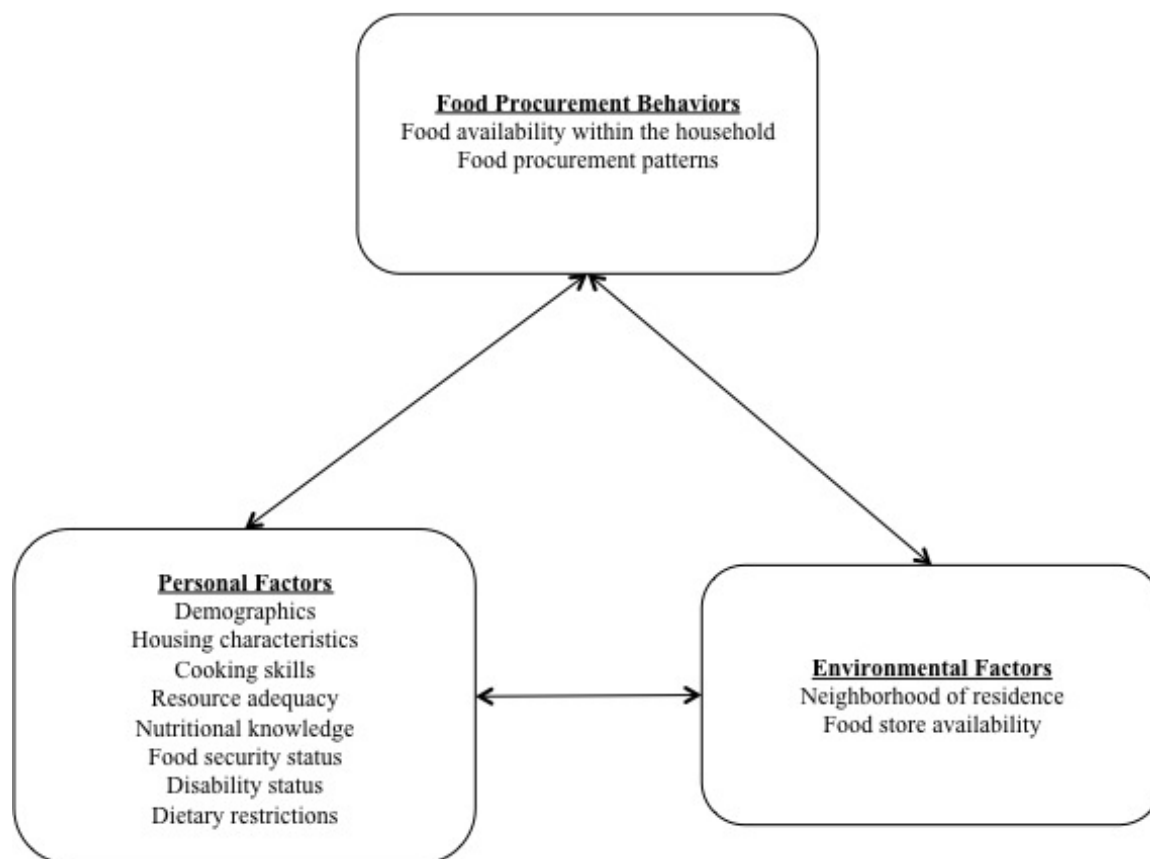 Food Procurement Behaviors
Food availability within the household
Food procurement patterns
Personal Factors
Demographics
Housing characteristics
Cooking skills
Resource adequacy
Nutritional knowledge
Food security status
Disability status
Dietary restrictions
Environmental Factors
Neighborhood of residence
Food store availability